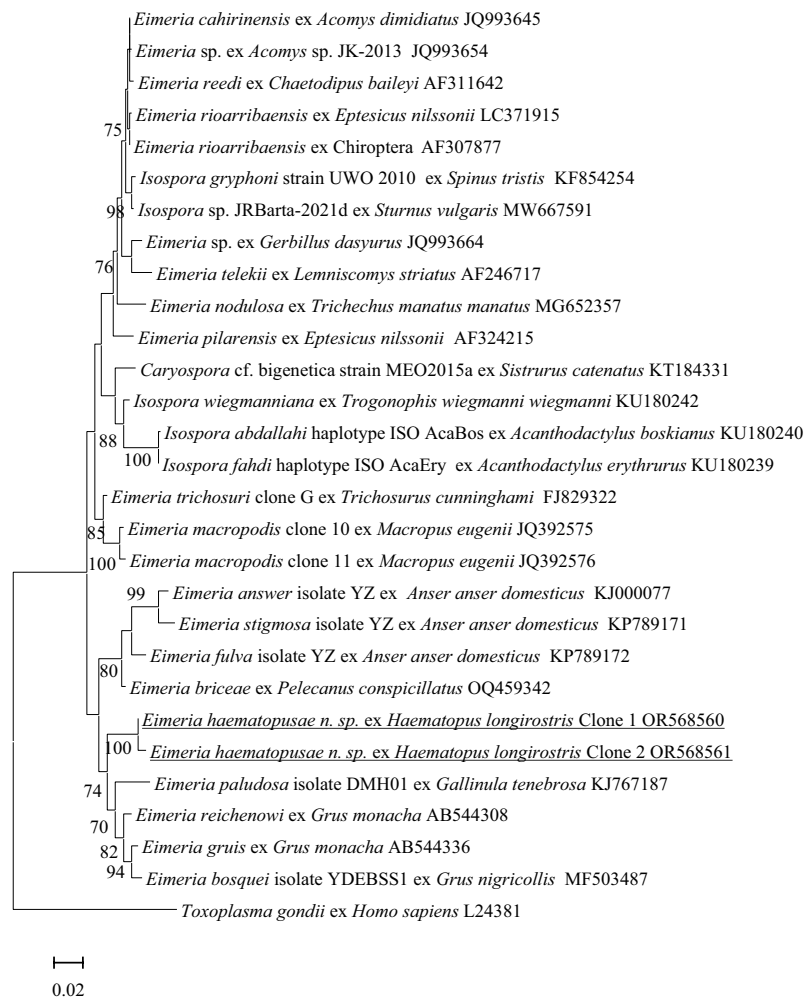 Eimeria cahirinensis ex Acomys dimidiatus JQ993645
Eimeria sp. ex Acomys sp. JK-2013 JQ993654
Eimeria reedi ex Chaetodipus baileyi AF311642
Eimeria rioarribaensis ex Eptesicus nilssonii LC371915
75
Eimeria rioarribaensis ex Chiroptera AF307877
Isospora gryphoni strain UWO 2010 ex Spinus tristis KF854254
98
Isospora sp. JRBarta-2021d ex Sturnus vulgaris MW667591
Eimeria sp. ex Gerbillus dasyurus JQ993664
76
Eimeria telekii ex Lemniscomys striatus AF246717
Eimeria nodulosa ex Trichechus manatus manatus MG652357
Eimeria pilarensis ex Eptesicus nilssonii AF324215
Caryospora cf. bigenetica strain MEO2015a ex Sistrurus catenatus KT184331
Isospora wiegmanniana ex Trogonophis wiegmanni wiegmanni KU180242
Isospora abdallahi haplotype ISO AcaBos ex Acanthodactylus boskianus KU180240
88
100
Isospora fahdi haplotype ISO AcaEry ex Acanthodactylus erythrurus KU180239
Eimeria trichosuri clone G ex Trichosurus cunninghami FJ829322
85
Eimeria macropodis clone 10 ex Macropus eugenii JQ392575
100
Eimeria macropodis clone 11 ex Macropus eugenii JQ392576
99
Eimeria answer isolate YZ ex Anser anser domesticus KJ000077
Eimeria stigmosa isolate YZ ex Anser anser domesticus KP789171
Eimeria fulva isolate YZ ex Anser anser domesticus KP789172
80
Eimeria briceae ex Pelecanus conspicillatus OQ459342
Eimeria haematopusae n. sp. ex Haematopus longirostris Clone 1 OR568560
100
Eimeria haematopusae n. sp. ex Haematopus longirostris Clone 2 OR568561
74
Eimeria paludosa isolate DMH01 ex Gallinula tenebrosa KJ767187
Eimeria reichenowi ex Grus monacha AB544308
70
Eimeria gruis ex Grus monacha AB544336
82
94
Eimeria bosquei isolate YDEBSS1 ex Grus nigricollis MF503487
Toxoplasma gondii ex Homo sapiens L24381
0.02